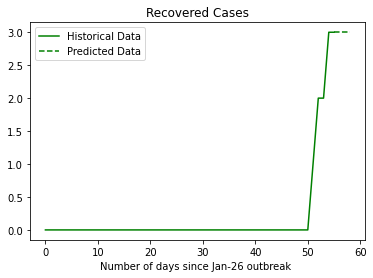 Recovered Cases
Historical Data
Predicted Data
3.0
2.5
2.0
1.5
1.0
0.5
0.0
0 10 20 30 40 50 60
Number of days since Jan-26 outbreak